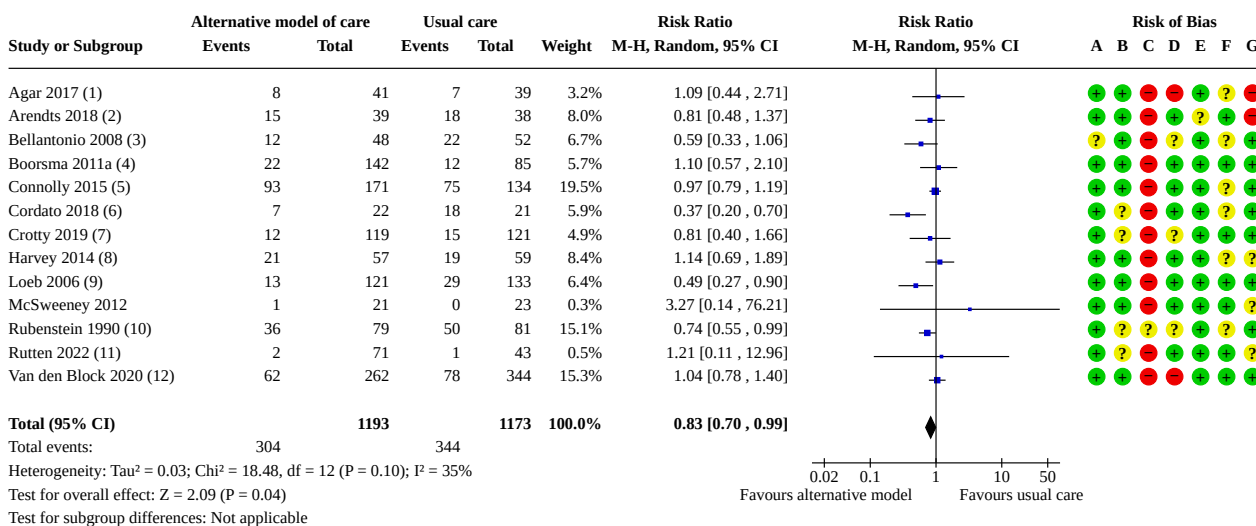 Alternative model of care Usual care Risk Ratio Risk Ratio Risk of Bias
Study or Subgroup Events Total Events Total Weight M-H, Random, 95% CI M-H, Random, 95% CI A B C D E F G
Agar 2017 (1) 8 41 7 39 3.2% 1.09 [0.44 , 2.71] + + − − + ? −
Arendts 2018 (2) 15 39 18 38 8.0% 0.81 [0.48 , 1.37] + + − + ? + −
Bellantonio 2008 (3) 12 48 22 52 6.7% 0.59 [0.33 , 1.06] ? + − ? + ? +
Boorsma 2011a (4) 22 142 12 85 5.7% 1.10 [0.57 , 2.10] + + − + + + +
Connolly 2015 (5) 93 171 75 134 19.5% 0.97 [0.79 , 1.19] + + − + + ? +
Cordato 2018 (6) 7 22 18 21 5.9% 0.37 [0.20 , 0.70] + ? − + + ? +
Crotty 2019 (7) 12 119 15 121 4.9% 0.81 [0.40 , 1.66] + ? − ? + + +
Harvey 2014 (8) 21 57 19 59 8.4% 1.14 [0.69 , 1.89] + + − + + ? ?
Loeb 2006 (9) 13 121 29 133 6.4% 0.49 [0.27 , 0.90] + + − + + + +
McSweeney 2012 1 21 0 23 0.3% 3.27 [0.14 , 76.21] + + − + + + ?
Rubenstein 1990 (10) 36 79 50 81 15.1% 0.74 [0.55 , 0.99] + ? ? ? + ? +
Rutten 2022 (11) 2 71 1 43 0.5% 1.21 [0.11 , 12.96] + ? − + + + ?
Van den Block 2020 (12) 62 262 78 344 15.3% 1.04 [0.78 , 1.40] + + − − + + +
Total (95% CI) 1193 1173 100.0% 0.83 [0.70 , 0.99]
Total events: 304 344
Heterogeneity: Tau² = 0.03; Chi² = 18.48, df = 12 (P = 0.10); I² = 35%
Test for overall effect: Z = 2.09 (P = 0.04)
Test for subgroup differences: Not applicable
0.02 0.1 1 10 50
Favours alternative model Favours usual care